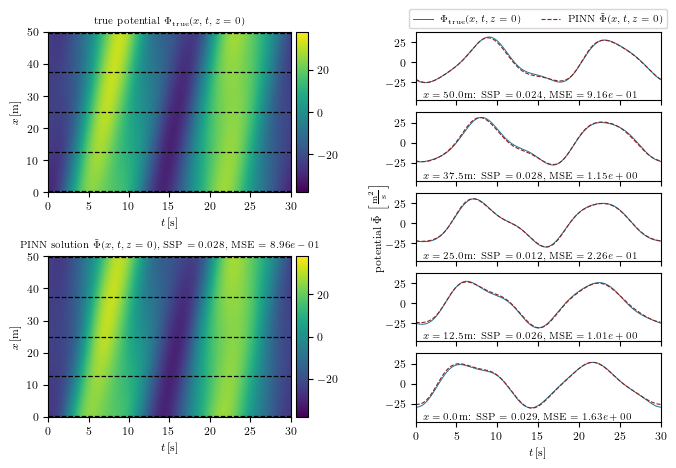 true potential Φ_true(x, t, z = 0)
50
40
30
20
10
0
x [m]
0 5 10 15 20 25 30
t [s]
20
0
−20
PINN solution Φ̃(x, t, z = 0), SSP = 0.028, MSE = 8.96e − 01
50
40
30
20
10
0
x [m]
0 5 10 15 20 25 30
t [s]
20
0
−20
Φ_true(x, t, z = 0) PINN Φ̃(x, t, z = 0)
potential Φ [m²/s]
25
0
−25
x = 50.0m: SSP = 0.024, MSE = 9.16e − 01
25
0
−25
x = 37.5m: SSP = 0.028, MSE = 1.15e + 00
25
0
−25
x = 25.0m: SSP = 0.012, MSE = 2.26e − 01
25
0
−25
x = 12.5m: SSP = 0.026, MSE = 1.01e + 00
25
0
−25
x = 0.0m: SSP = 0.029, MSE = 1.63e + 00
0 5 10 15 20 25 30
t [s]